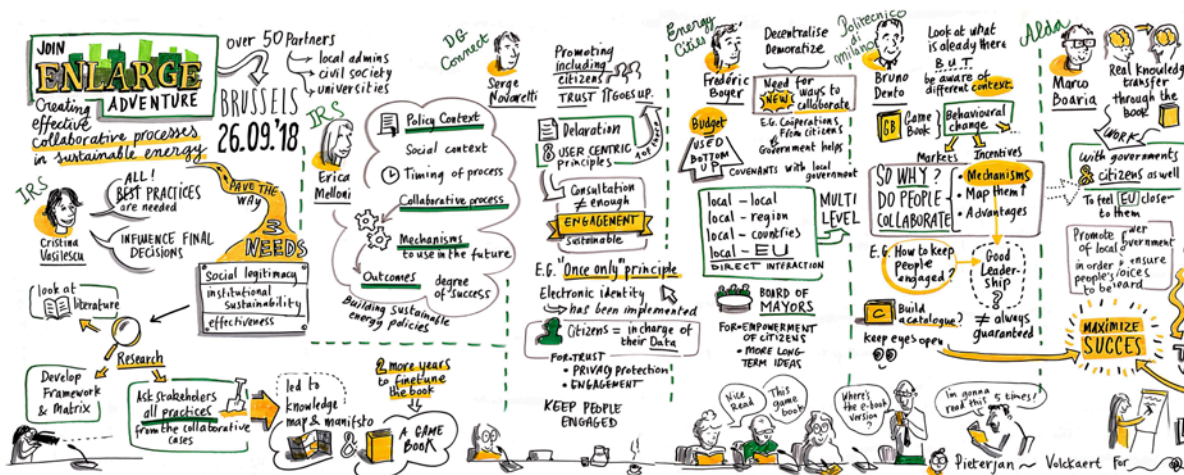 JOIN
ENLARGE
ADVENTURE
Creating
effective
collaborative processes
in sustainable energy
over 50 Partners
local admins
civil society
universities
BRUSSELS
26.09.'18
IRS
Cristina
Vasilescu
ALL!
BEST PRACTICES
are needed
INFLUENCE FINAL
DECISIONS
PAVE THE
WAY
3
NEEDS
Social legitimacy
institutional
sustainability
effectiveness
look at
literature
Research
Develop
Framework
& Matrix
Ask stakeholders
all practices
from the collaborative
cases
led to
knowledge
map & manifsto
&
2 more years
to finetune
the book
A GAME
BOOK
IRS
Erica
Melloni
Policy Context
Social context
Timing of process
Collaborative process
Mechanisms
to use in the future
Outcomes
degree
of success
Building sustainable
energy policies
DG
Connect
Serge
Novaretti
Promoting
including
citizens
TRUST GOES UP
Delaration
8 USER CENTRIC
principles
Consultation
≠ enough
ENGAGEMENT
Sustainable
E.G. "Once only" principle
Electronic identity
has been implemented
Citizens = in charge of
their Data
FOR TRUST
• PRIVACY protection
• ENGAGEMENT
KEEP PEOPLE
ENGAGED
Energy
Cities
Frédéric
Boyer
Decentralise
Demoratize
Need for
NEW ways to
collaborate
E.G. Cooperations
From citizens
Government helps
Budget
USED
BOTTOM
UP
COVENANTS with local
government
local – local
local – region
local – countries
local – EU
DIRECT INTERACTION
MULTI
LEVEL
BOARD OF
MAYORS
FOR EMPOWERMENT
OF CITIZENS
• MORE LONG
TERM IDEAS
Politecnico
di
Milano
Bruno
Dento
Look at what
is already there
BUT
be aware of
different context.
GB
Game
Book
Behavioural
change
Markets
Incentives
SO WHY?
DO PEOPLE
COLLABORATE
• Mechanisms
• Map them
• Advantages
E.G. How to keep
people
engaged?
Good
Leader-
ship
?
≠ always
guaranteed
C
Build
a catalogue?
keep eyes open
Alda
Marco
Boaria
Real knowledge
transfer
through the
book
WORK
with governments
& citizens as well
To feel EU closer
to them
Promote
of local
in order
people's
to be
MAXIMIZE
SUCCES
Nice
Read
This
game
book
Where's
the e-book
version?
im gonna
read this 5 times!
Pieterjan ~ Volckaert For